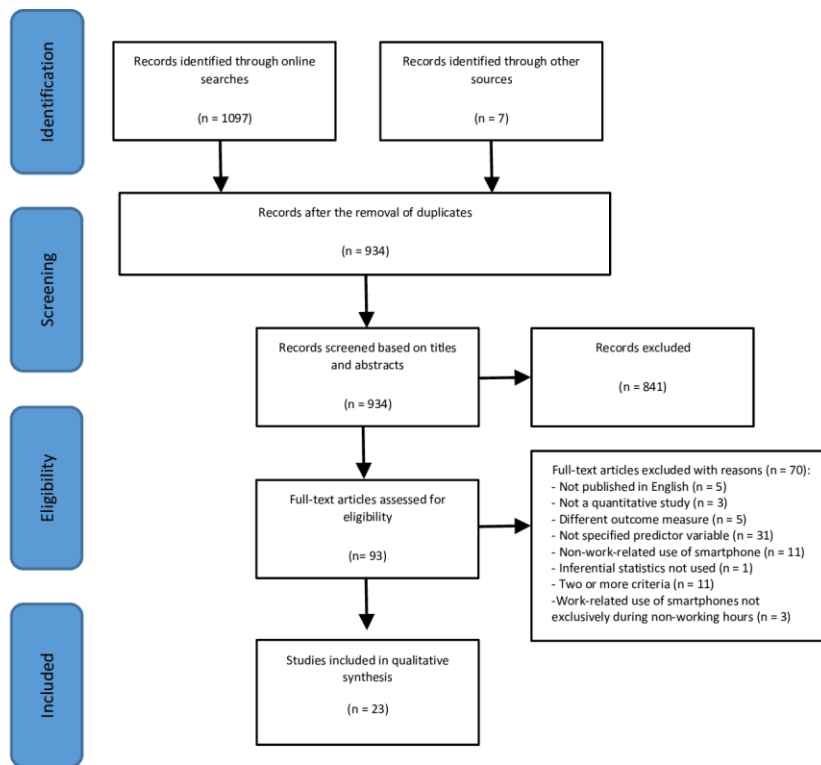 Identification
Records identified through online
searches
(n = 1097)
Records identified through other
sources
(n = 7)
Screening
Records after the removal of duplicates
(n = 934)
Records screened based on titles
and abstracts
(n = 934)
Records excluded
(n = 841)
Eligibility
Full-text articles assessed for
eligibility
(n= 93)
Full-text articles excluded with reasons (n = 70):
- Not published in English (n = 5)
- Not a quantitative study (n = 3)
- Different outcome measure (n = 5)
- Not specified predictor variable (n = 31)
- Non-work-related use of smartphone (n = 11)
- Inferential statistics not used (n = 1)
- Two or more criteria (n = 11)
-Work-related use of smartphones not
exclusively during non-working hours (n = 3)
Included
Studies included in qualitative
synthesis
(n = 23)